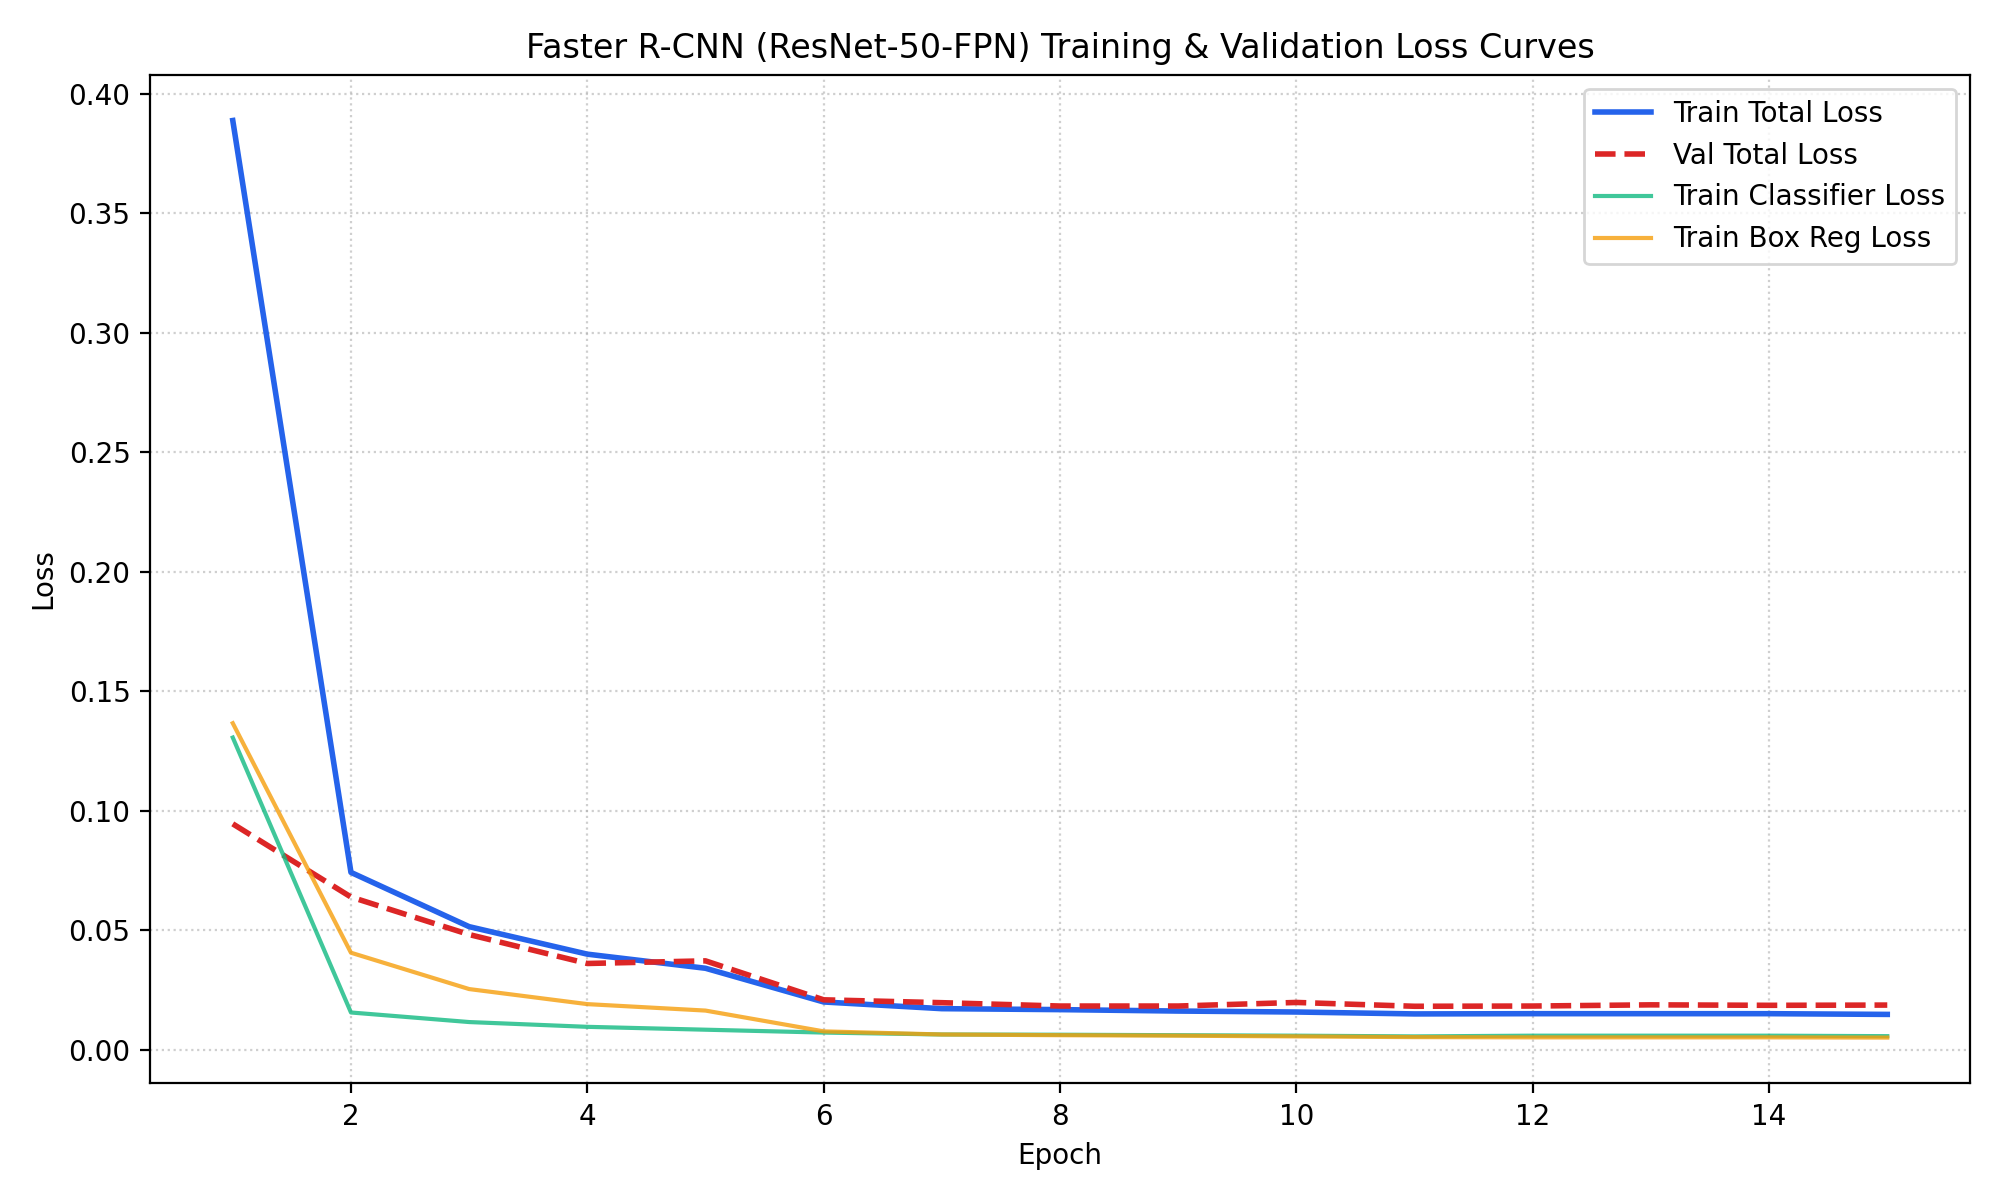 Faster R-CNN (ResNet-50-FPN) Training & Validation Loss Curves
Train Total Loss
Val Total Loss
Train Classifier Loss
Train Box Reg Loss
Loss
0.40
0.35
0.30
0.25
0.20
0.15
0.10
0.05
0.00
2 4 6 8 10 12 14
Epoch